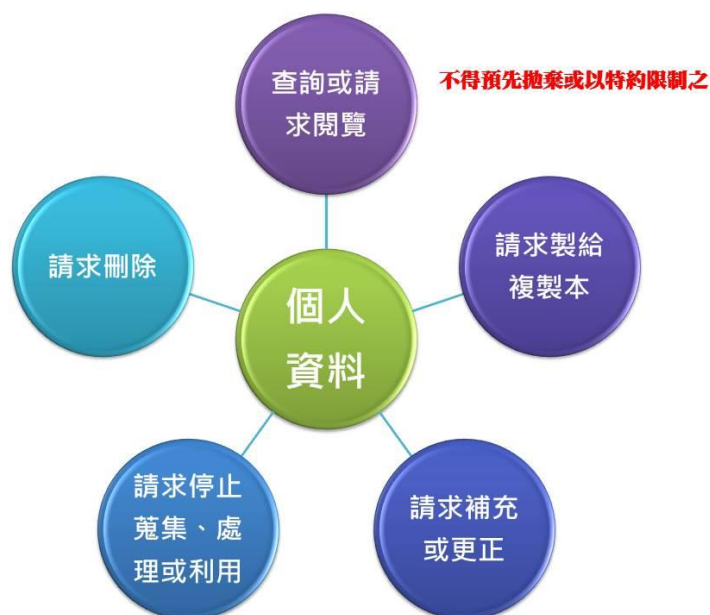 查詢或請
求閱覽
不得預先拋棄或以特約限制之
請求製給
複製本
請求補充
或更正
請求停止
蒐集、處
理或利用
請求刪除
個人
資料